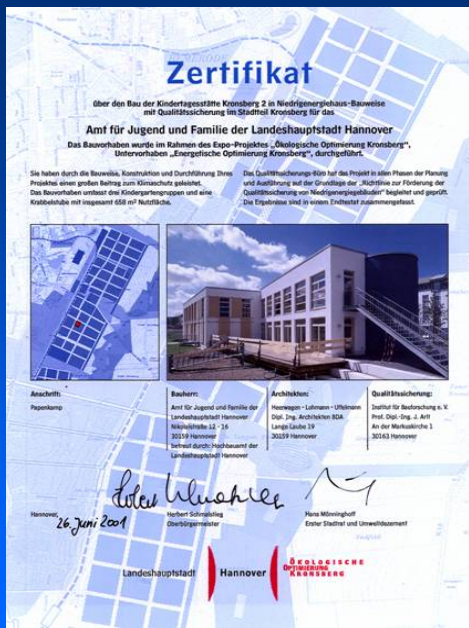 Zertifikat
über den Bau der Kindertagesstätte Kronsberg 2 in Niedrigenergiehaus-Bauweise
mit Qualitätssicherung im Stadtteil Kronsberg für das
Amt für Jugend und Familie der Landeshauptstadt Hannover
Das Bauvorhaben wurde im Rahmen des Expo-Projektes „Ökologische Optimierung Kronsberg",
Untervorhaben „Energetische Optimierung Kronsberg", durchgeführt.
Sie haben durch die Bauweise, Konstruktion und Durchführung Ihres
Projektes einen großen Beitrag zum Klimaschutz geleistet.
Das Bauvorhaben umfasst drei Kindergartengruppen und eine
Krabbelstube mit insgesamt 658 m² Nutzfläche.
Das Qualitätssicherungs-Büro hat das Projekt in allen Phasen der Planung
und Ausführung auf der Grundlage der „Richtlinie zur Förderung der
Qualitätssicherung von Niedrigenergiegebäuden" begleitet und geprüft.
Die Ergebnisse sind in einem Endtestat zusammengefasst.
Anschrift:
Papenkamp
Bauherr:
Amt für Jugend und Familie der
Landeshauptstadt Hannover
Nikolaistraße 12 - 16
30159 Hannover
betreut durch: Hochbauamt der
Landeshauptstadt Hannover
Architekten:
Heerwagen - Lohmann - Uffelmann
Dipl. Ing. Architekten BDA
Lange Laube 19
30159 Hannover
Qualitätssicherung:
Institut für Bauforschung e. V.
Prof. Dipl.-Ing. J. Arlt
An der Markuskirche 1
30163 Hannover
Hannover, 26. Juni 2001
Herbert Schmalstieg
Oberbürgermeister
Hans Mönninghoff
Erster Stadtrat und Umweltdezernent
Landeshauptstadt Hannover
ÖKOLOGISCHE
OPTIMIERUNG
KRONSBERG